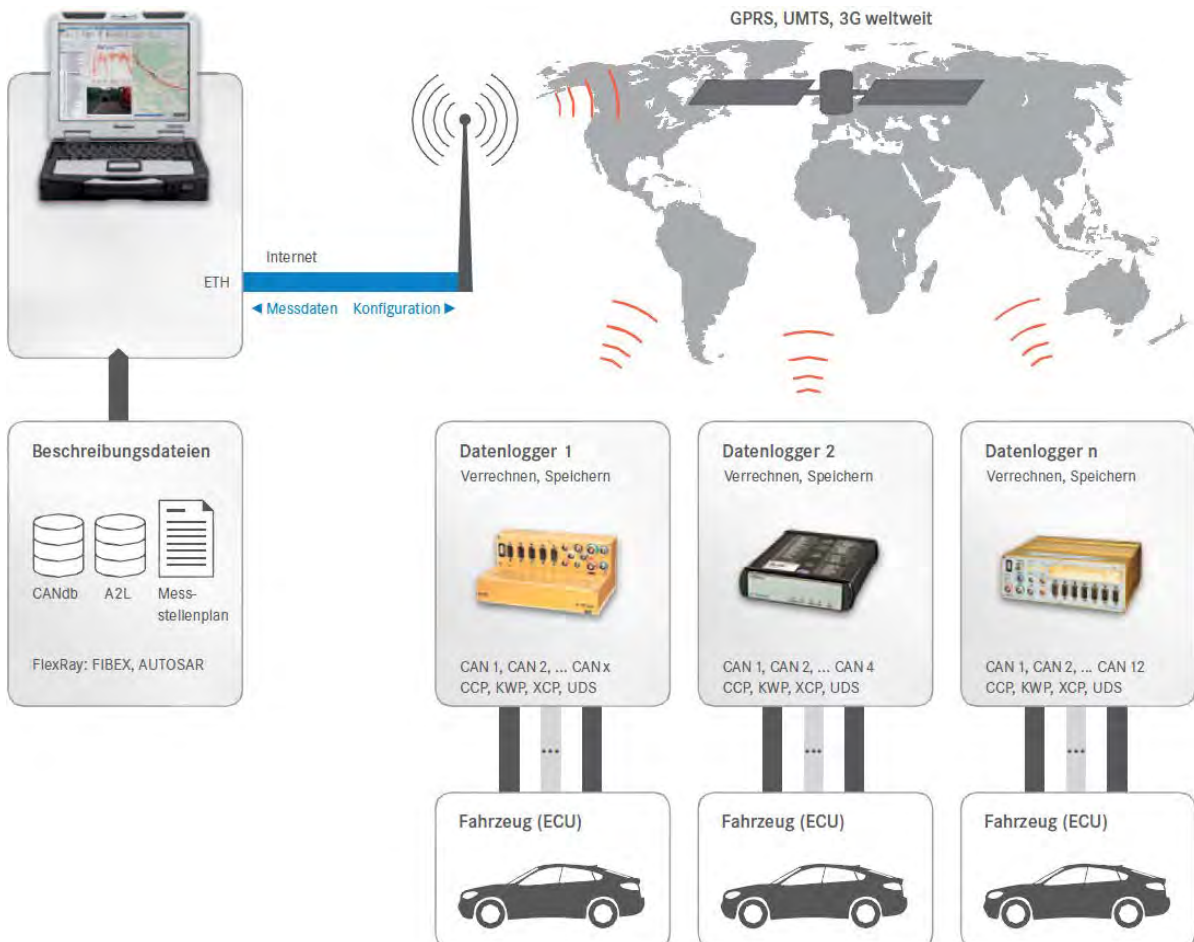 GPRS, UMTS, 3G weltweit
Internet
ETH
◄ Messdaten Konfiguration ►
Beschreibungsdateien
CANdb
A2L
Mess-
stellenplan
FlexRay: FIBEX, AUTOSAR
Datenlogger 1
Verrechnen, Speichern
CAN 1, CAN 2, ... CAN x
CCP, KWP, XCP, UDS
...
Fahrzeug (ECU)
Datenlogger 2
Verrechnen, Speichern
CAN 1, CAN 2, ... CAN 4
CCP, KWP, XCP, UDS
...
Fahrzeug (ECU)
Datenlogger n
Verrechnen, Speichern
CAN 1, CAN 2, ... CAN 12
CCP, KWP, XCP, UDS
...
Fahrzeug (ECU)